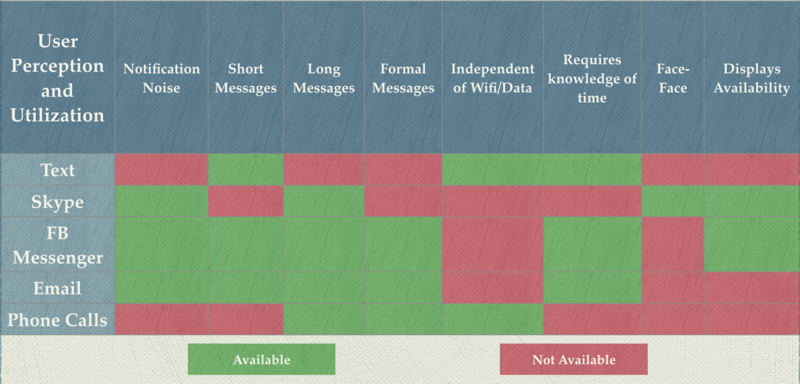 User
Perception
and
Utilization
Notification
Noise
Short
Messages
Long
Messages
Formal
Messages
Independent
of Wifi/Data
Requires
knowledge of
time
Face-
Face
Displays
Availability
Text
Skype
FB
Messenger
Email
Phone Calls
Available
Not Available